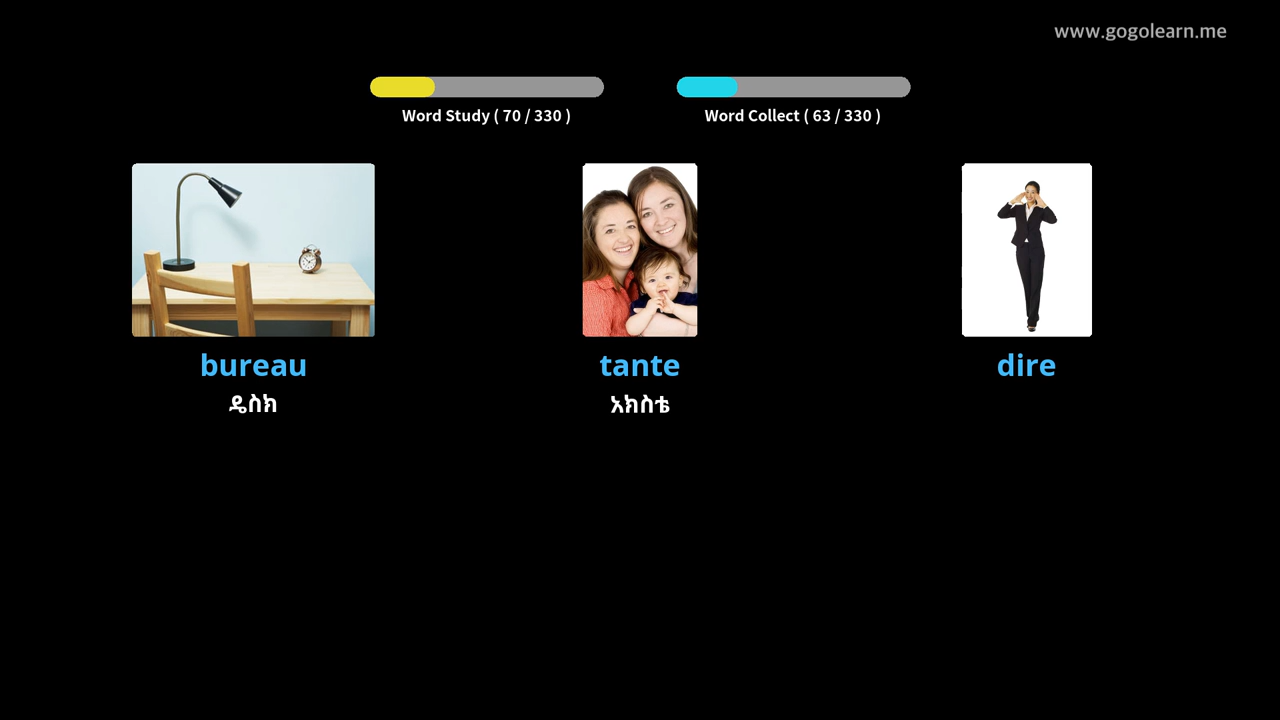 www.gogolearn.me
Word Study ( 70 / 330 )
Word Collect ( 63 / 330 )
bureau
tante
dire
ዴስክ
አክስቴ